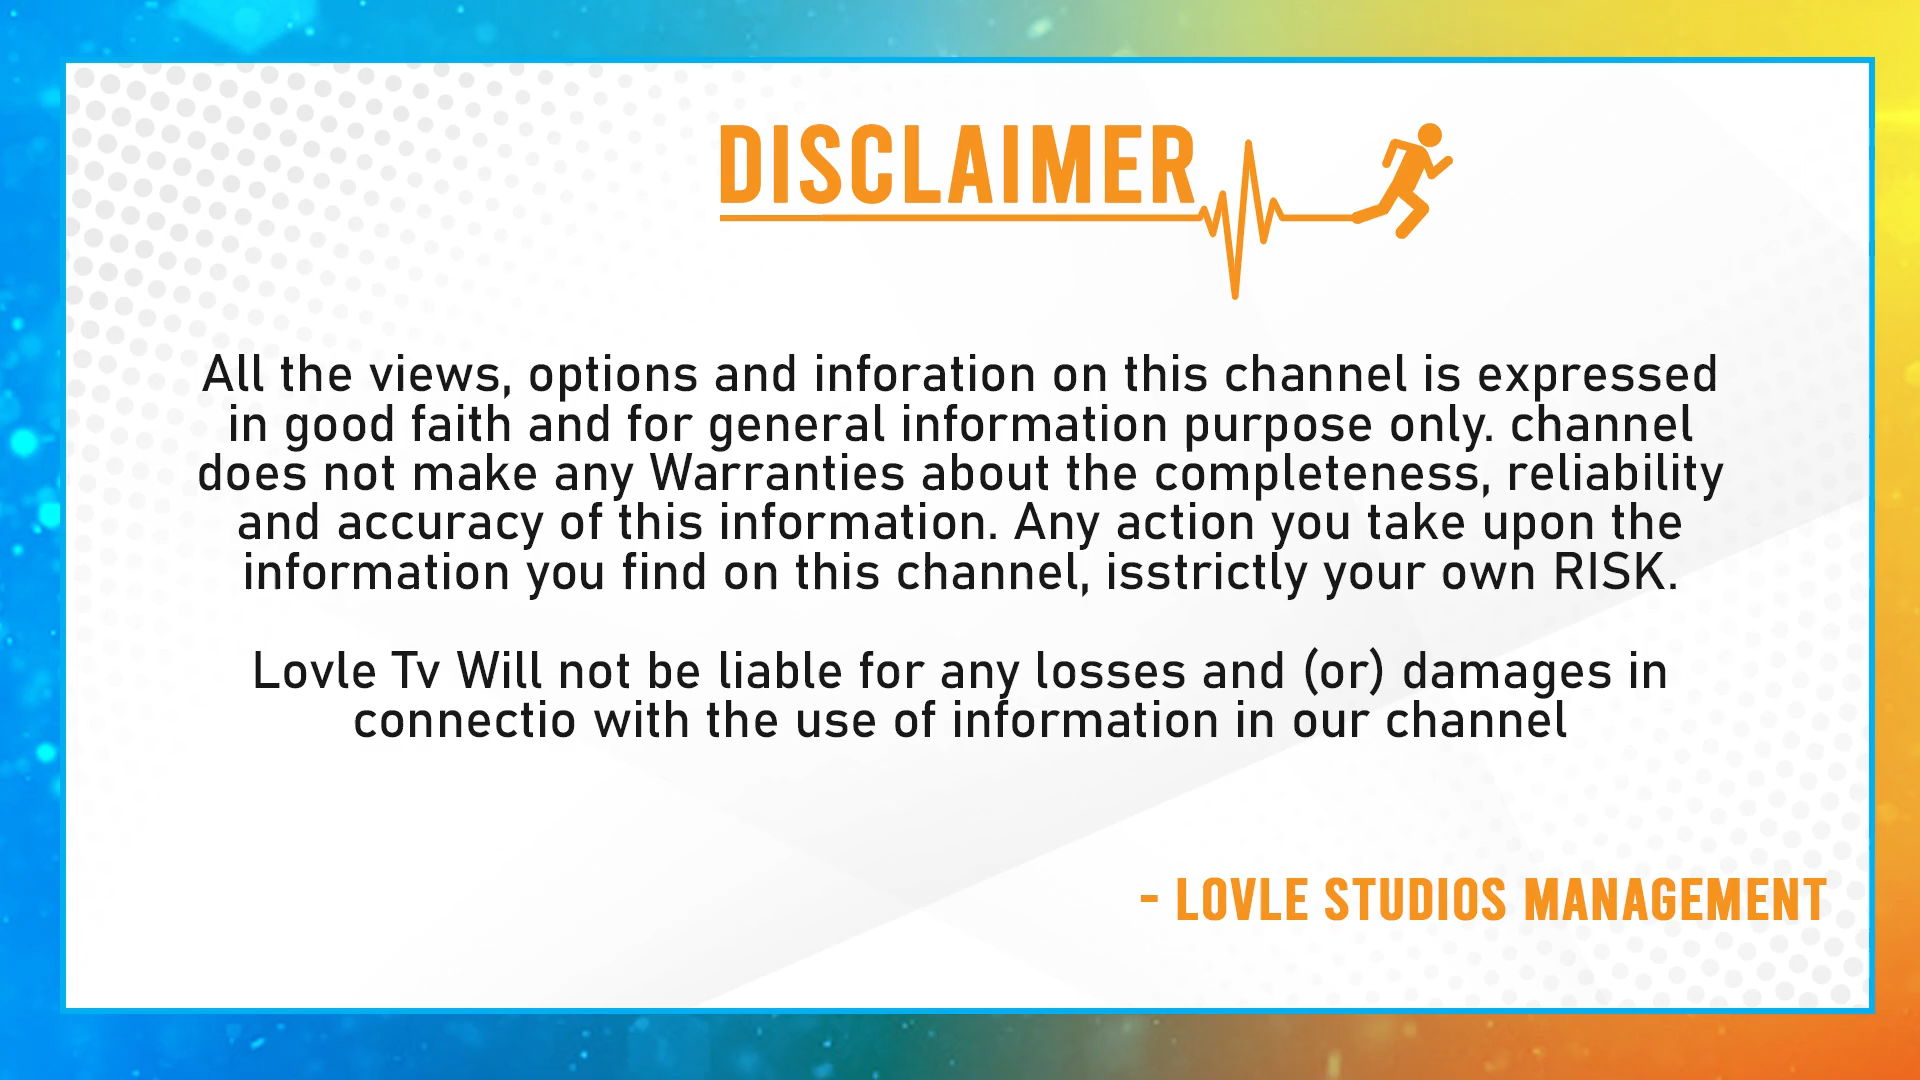 DISCLAIMER
All the views, options and inforation on this channel is expressed
in good faith and for general information purpose only. channel
does not make any Warranties about the completeness, reliability
and accuracy of this information. Any action you take upon the
information you find on this channel, isstrictly your own RISK.
Lovle Tv Will not be liable for any losses and (or) damages in
connectio with the use of information in our channel
- LOVLE STUDIOS MANAGEMENT